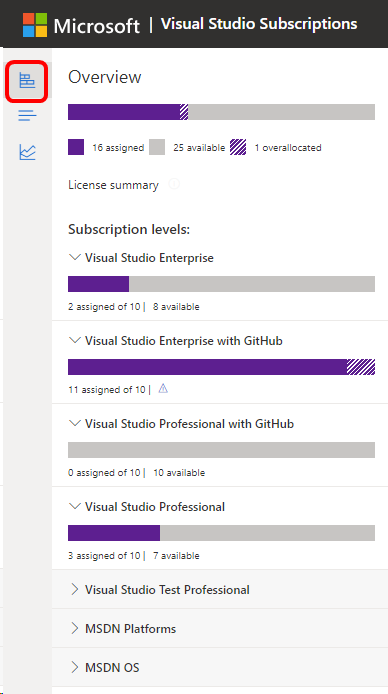 Microsoft | Visual Studio Subscriptions
Overview
16 assigned 25 available 1 overallocated
License summary
Subscription levels:
Visual Studio Enterprise
2 assigned of 10 | 8 available
Visual Studio Enterprise with GitHub
11 assigned of 10 |
Visual Studio Professional with GitHub
0 assigned of 10 | 10 available
Visual Studio Professional
3 assigned of 10 | 7 available
Visual Studio Test Professional
MSDN Platforms
MSDN OS